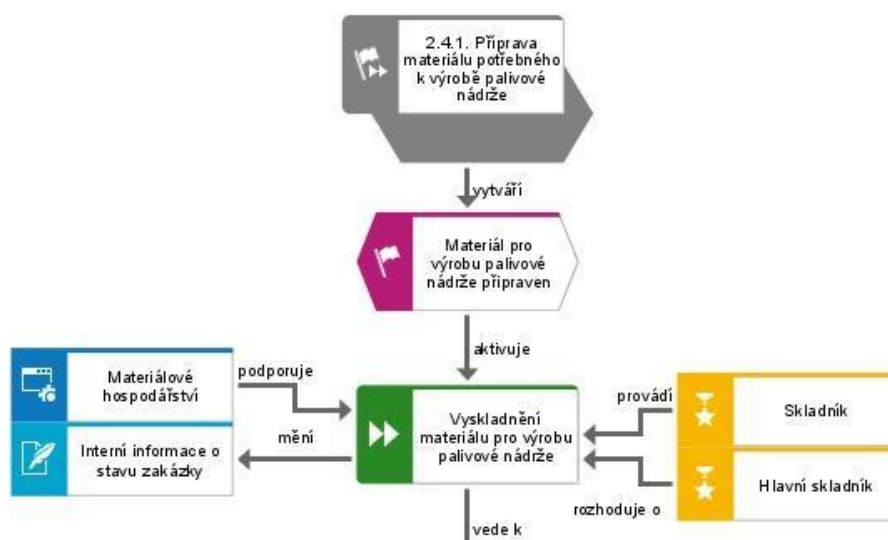 2.4.1. Příprava
materiálu potřebného
k výrobě palivové
nádrže
vytváří
Materiál pro
výrobu palivové
nádrže připraven
aktivuje
Materiálové
hospodářství
podporuje
Interní informace o
stavu zakázky
mění
Vyskladnění
materiálu pro výrobu
palivové nádrže
provádí
Skladník
rozhoduje o
Hlavní skladník
vede k